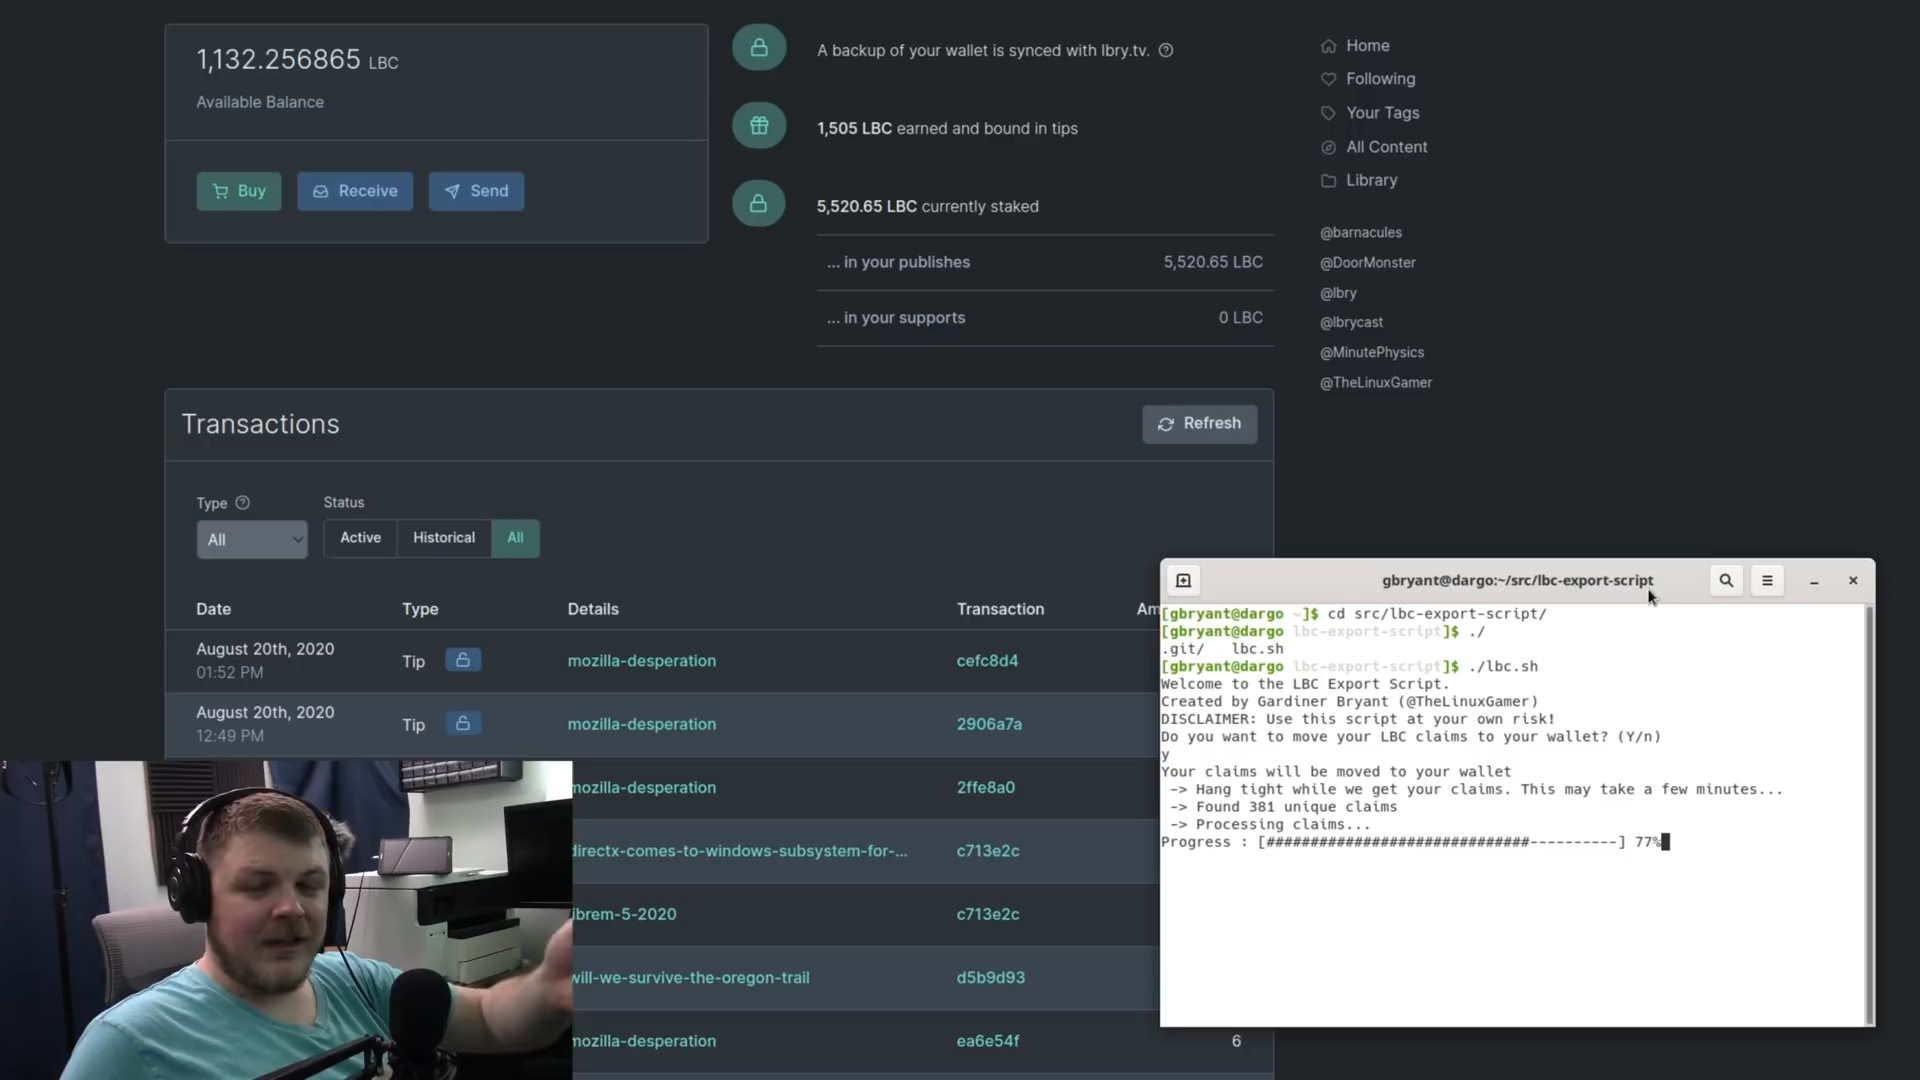 1,132.256865 LBC
Available Balance
Buy
Receive
Send
A backup of your wallet is synced with lbry.tv.
1,505 LBC earned and bound in tips
5,520.65 LBC currently staked
... in your publishes 5,520.65 LBC
... in your supports 0 LBC
Home
Following
Your Tags
All Content
Library
@barnacules
@DoorMonster
@lbry
@lbrycast
@MinutePhysics
@TheLinuxGamer
Transactions
Refresh
Type Status
All Active Historical All
Date Type Details Transaction Am
August 20th, 2020
01:52 PM
Tip mozilla-desperation cefc8d4
August 20th, 2020
12:49 PM
Tip mozilla-desperation 2906a7a
mozilla-desperation 2ffe8a0
directx-comes-to-windows-subsystem-for-... c713e2c
ibrem-5-2020 c713e2c
will-we-survive-the-oregon-trail d5b9d93
mozilla-desperation ea6e54f 6
gbryant@dargo:~/src/lbc-export-script
[gbryant@dargo ~]$ cd src/lbc-export-script/
[gbryant@dargo lbc-export-script]$ ./
.git/ lbc.sh
[gbryant@dargo lbc-export-script]$ ./lbc.sh
Welcome to the LBC Export Script.
Created by Gardiner Bryant (@TheLinuxGamer)
DISCLAIMER: Use this script at your own risk!
Do you want to move your LBC claims to your wallet? (Y/n)
y
Your claims will be moved to your wallet
-> Hang tight while we get your claims. This may take a few minutes...
-> Found 381 unique claims
-> Processing claims...
Progress : [##############################----------] 77%